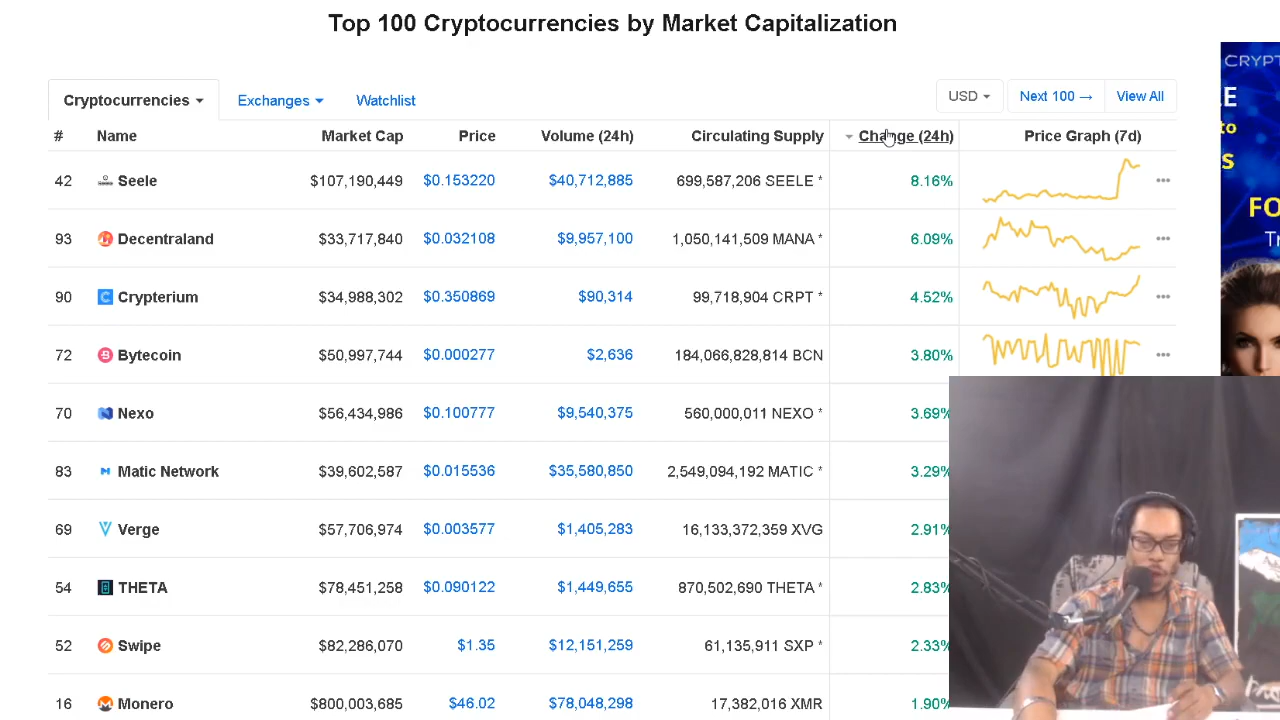 Top 100 Cryptocurrencies by Market Capitalization
CRYPT
Cryptocurrencies Exchanges Watchlist USD Next 100 → View All
# Name Market Cap Price Volume (24h) Circulating Supply Change (24h) Price Graph (7d)
42 Seele $107,190,449 $0.153220 $40,712,885 699,587,206 SEELE * 8.16%
93 Decentraland $33,717,840 $0.032108 $9,957,100 1,050,141,509 MANA * 6.09%
90 Crypterium $34,988,302 $0.350869 $90,314 99,718,904 CRPT * 4.52%
72 Bytecoin $50,997,744 $0.000277 $2,636 184,066,828,814 BCN 3.80%
70 Nexo $56,434,986 $0.100777 $9,540,375 560,000,011 NEXO * 3.69%
83 Matic Network $39,602,587 $0.015536 $35,580,850 2,549,094,192 MATIC * 3.29%
69 Verge $57,706,974 $0.003577 $1,405,283 16,133,372,359 XVG 2.91%
54 THETA $78,451,258 $0.090122 $1,449,655 870,502,690 THETA * 2.83%
52 Swipe $82,286,070 $1.35 $12,151,259 61,135,911 SXP * 2.33%
16 Monero $800,003,685 $46.02 $78,048,298 17,382,016 XMR 1.90%
E
to
S
FO
Tr